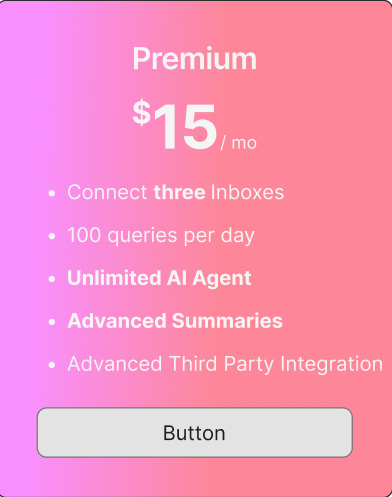 Premium
$15/ mo
• Connect three Inboxes
• 100 queries per day
• Unlimited AI Agent
• Advanced Summaries
• Advanced Third Party Integration
Button